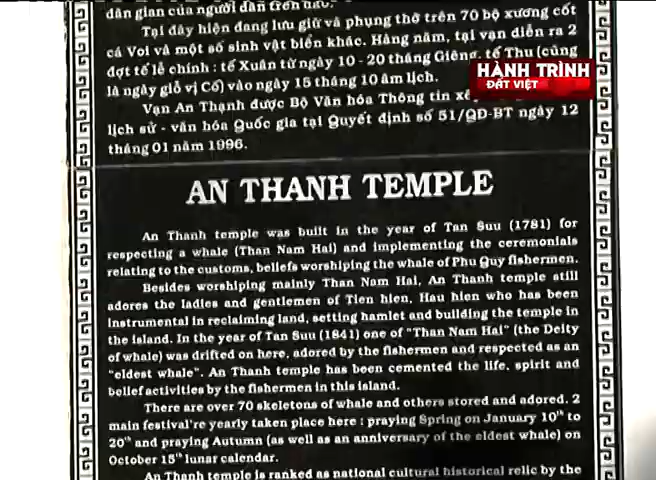 dân gian của người dân trên đảo.
Tại đây hiện đang lưu giữ và phụng thờ trên 70 bộ xương cốt
cá Voi và một số sinh vật biển khác. Hàng năm, tại vạn diễn ra 2
đợt tế lễ chính : tế Xuân từ ngày 10 - 20 tháng Giêng, tế Thu (cũng
là ngày giỗ vị Cố) vào ngày 15 tháng 10 âm lịch.
HÀNH TRÌNH
ĐẤT VIỆT
Vạn An Thạnh được Bộ Văn hóa Thông tin
lịch sử - văn hóa Quốc gia tại Quyết định số 51/QĐ-BT ngày 12
tháng 01 năm 1996.
AN THANH TEMPLE
An Thanh temple was built in the year of Tan Suu (1781) for
respecting a whale (Than Nam Hai) and implementing the ceremonials
relating to the customs, beliefs worshiping the whale of Phu Quy fishermen.
Besides worshiping mainly Than Nam Hai, An Thanh temple still
adores the ladies and gentlemen of Tien hien, Hau hien who has been
instrumental in reclaiming land, setting hamlet and building the temple in
the island. In the year of Tan Suu (1841) one of "Than Nam Hai" (the Deity
of whale) was drifted on here, adored by the fishermen and respected as an
"eldest whale". An Thanh temple has been cemented the life, spirit and
belief activities by the fishermen in this island.
There are over 70 skeletons of whale and others stored and adored. 2
main festival're yearly taken place here : praying Spring on January 10th to
20th and praying Autumn (as well as an anniversary of the eldest whale) on
October 15th lunar calendar.
An Thanh temple is ranked as national cultural historical relic by the